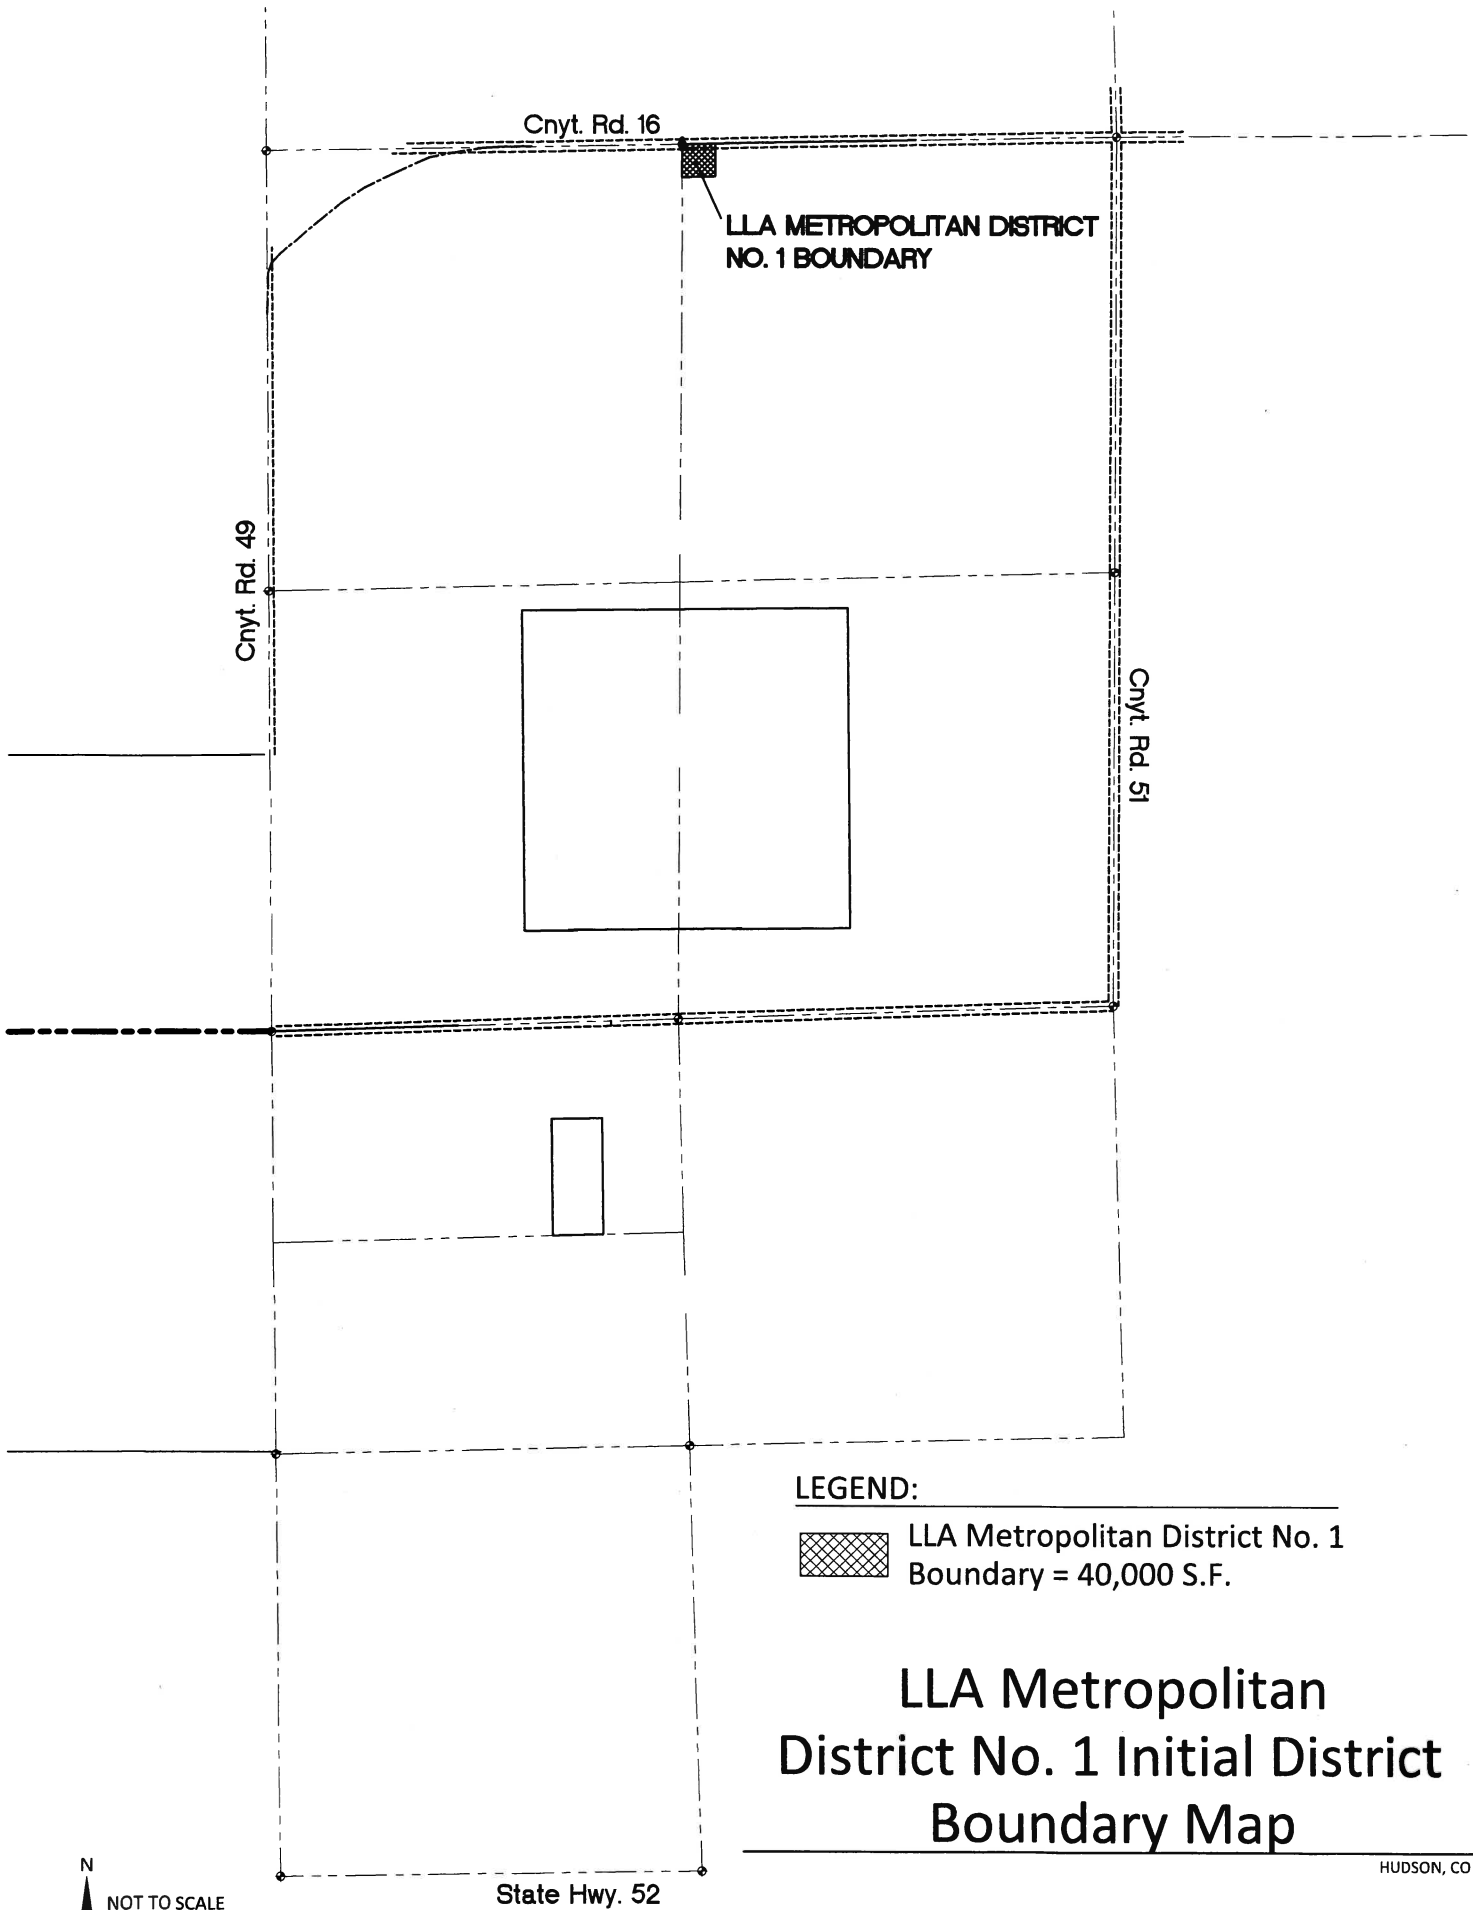 Cnyt. Rd. 16
LLA METROPOLITAN DISTRICT
NO. 1 BOUNDARY
Cnyt. Rd. 49
Cnyt. Rd. 51
LEGEND:
LLA Metropolitan District No. 1
Boundary = 40,000 S.F.
LLA Metropolitan
District No. 1 Initial District
Boundary Map
HUDSON, CO
N
NOT TO SCALE
State Hwy. 52